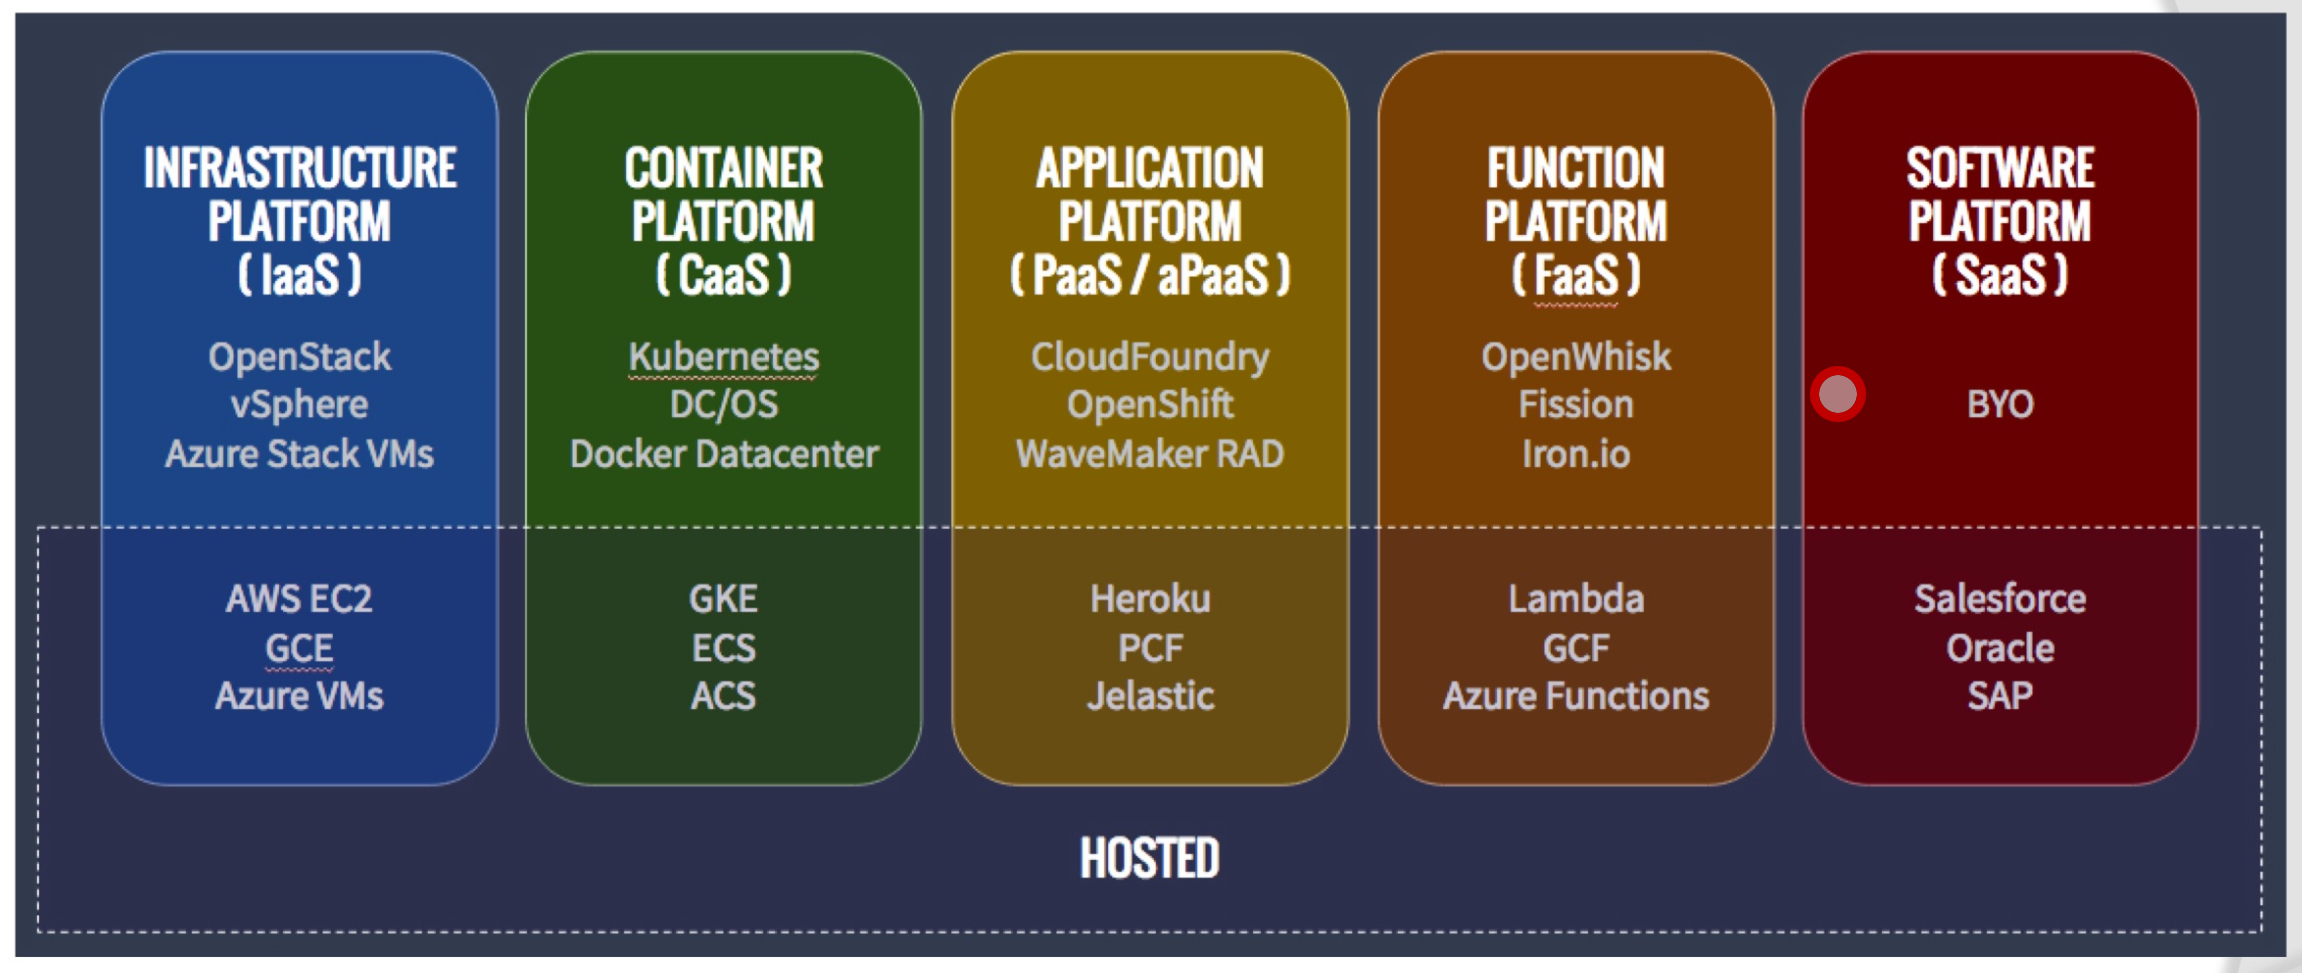 INFRASTRUCTURE
PLATFORM
( IaaS )
OpenStack
vSphere
Azure Stack VMs
AWS EC2
GCE
Azure VMs
CONTAINER
PLATFORM
( CaaS )
Kubernetes
DC/OS
Docker Datacenter
GKE
ECS
ACS
APPLICATION
PLATFORM
( PaaS / aPaaS )
CloudFoundry
OpenShift
WaveMaker RAD
Heroku
PCF
Jelastic
FUNCTION
PLATFORM
( FaaS )
OpenWhisk
Fission
Iron.io
Lambda
GCF
Azure Functions
SOFTWARE
PLATFORM
( SaaS )
BYO
Salesforce
Oracle
SAP
HOSTED